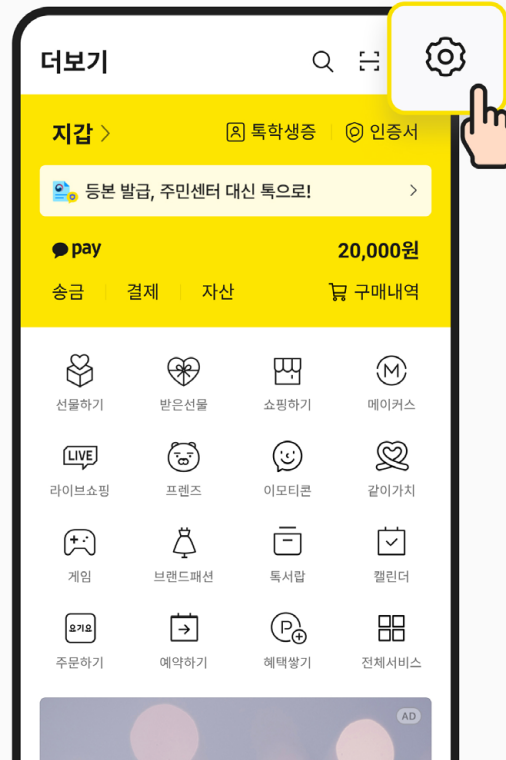 더보기
지갑 >
톡학생증
인증서
등본 발급, 주민센터 대신 톡으로! >
pay
20,000원
송금
결제
자산
구매내역
선물하기
받은선물
쇼핑하기
M
메이커스
LIVE
라이브쇼핑
프렌즈
이모티콘
같이가치
게임
브랜드패션
톡서랍
캘린더
요기요
주문하기
예약하기
P
혜택쌓기
전체서비스
AD